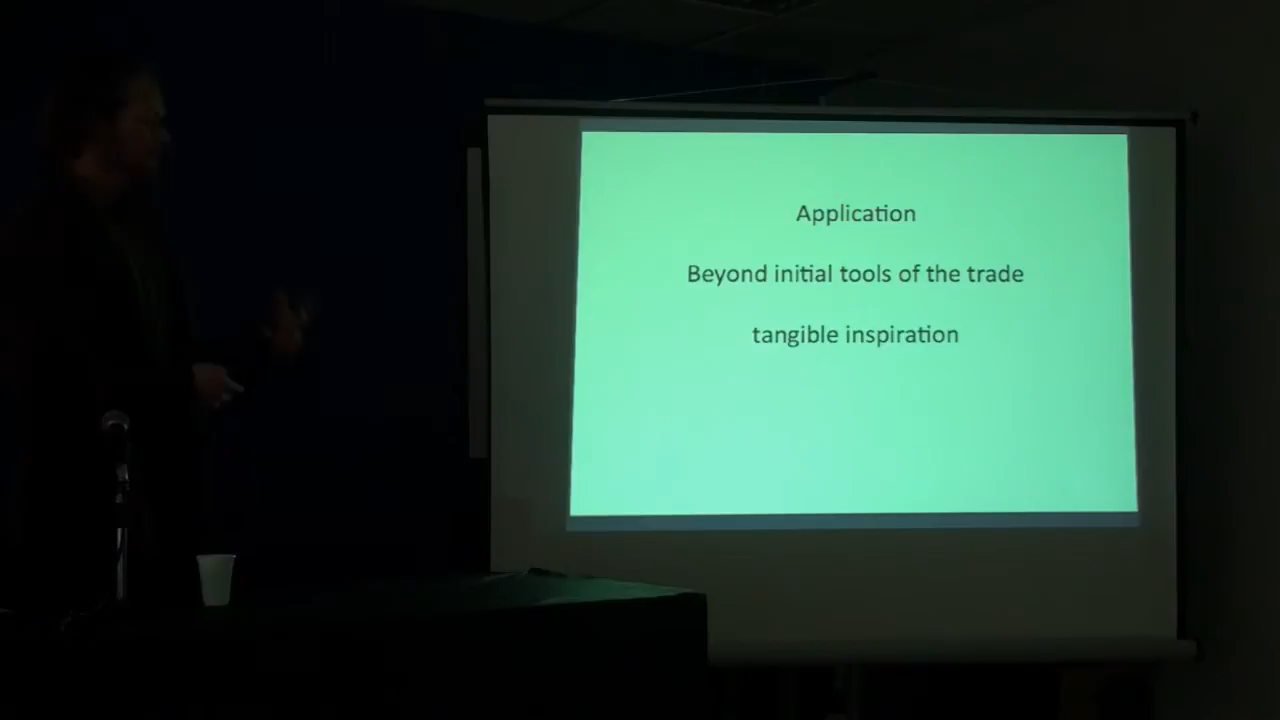 Application
Beyond initial tools of the trade
tangible inspiration